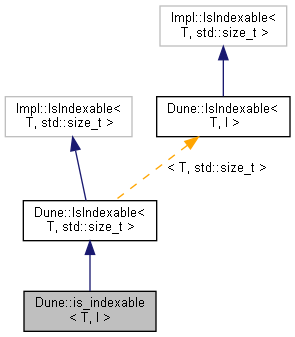 Impl::IsIndexable<
T, std::size_t >
Impl::IsIndexable<
T, std::size_t >
Dune::IsIndexable<
T, I >
< T, std::size_t >
Dune::IsIndexable<
T, std::size_t >
Dune::is_indexable
< T, I >